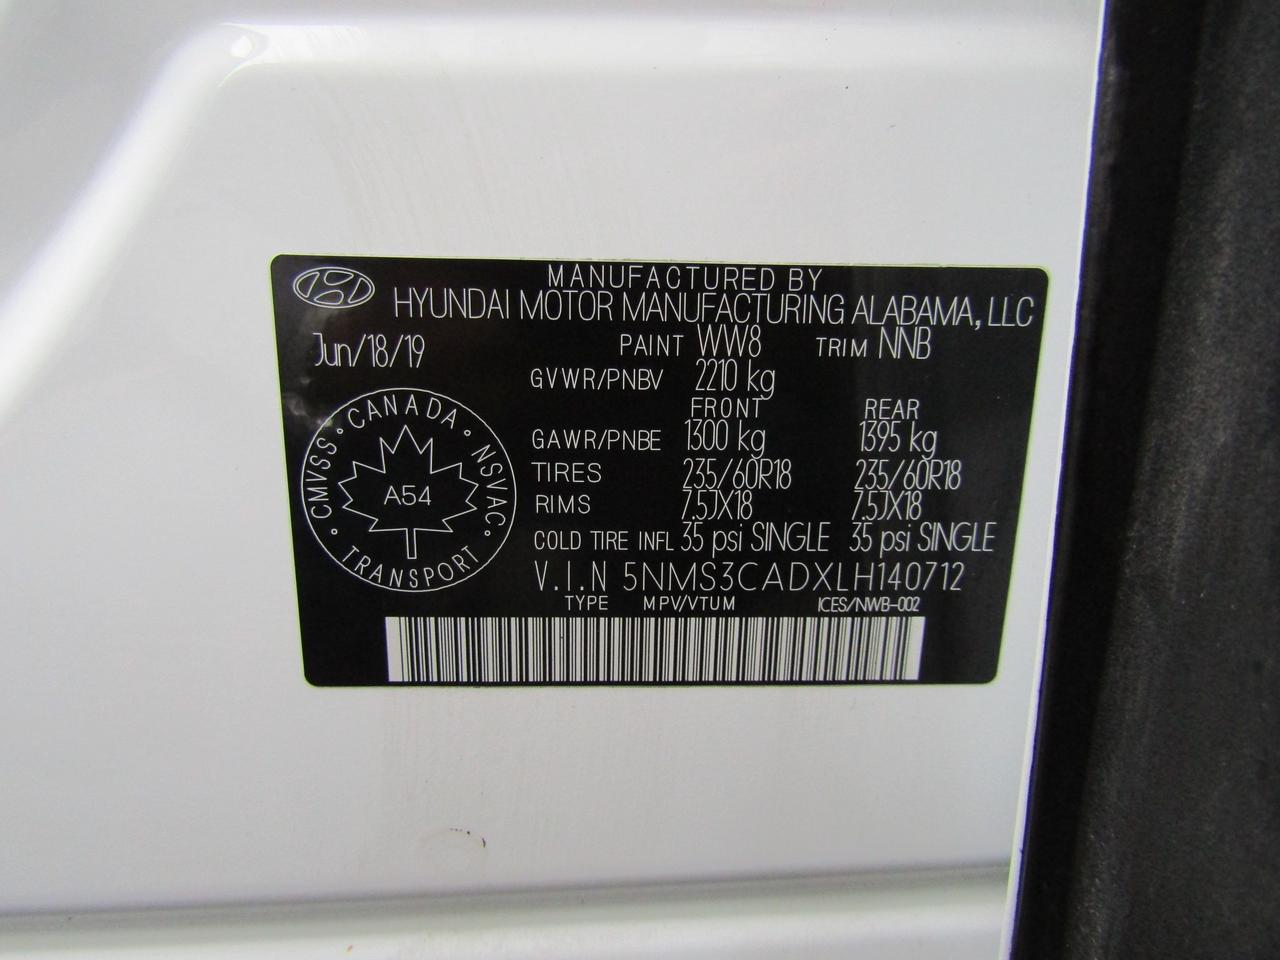 MANUFACTURED BY
HYUNDAI MOTOR MANUFACTURING ALABAMA, LLC
Jun/18/19
PAINT WW8 TRIM NNB
GVWR/PNBV 2210 kg
FRONT REAR
GAWR/PNBE 1300 kg 1395 kg
TIRES 235/60R18 235/60R18
RIMS 7.5JX18 7.5JX18
COLD TIRE INFL 35 psi SINGLE 35 psi SINGLE
V.I.N 5NMS3CADXLH140712
TYPE MPV/VTUM ICES/NWB-002
CMVSS • CANADA • NSVAC • TRANSPORT •
A54